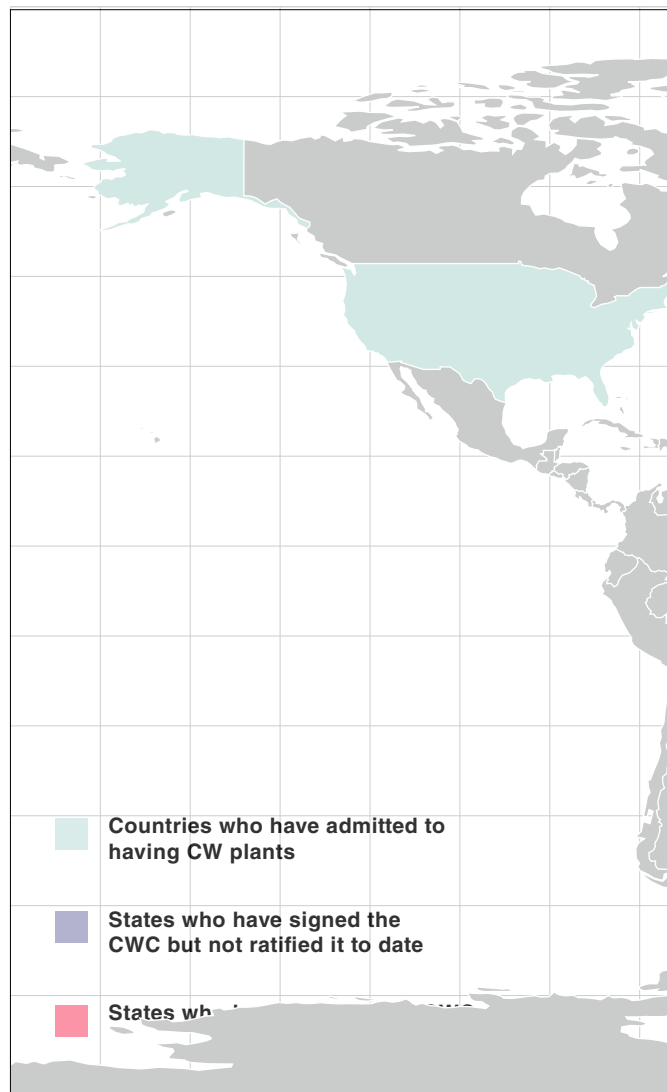 Countries who have admitted to
having CW plants
States who have signed the
CWC but not ratified it to date
States